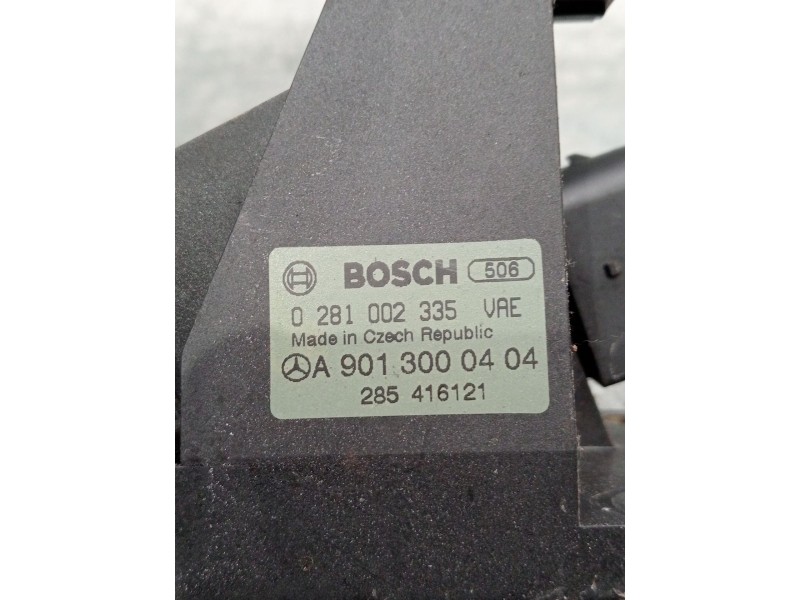 BOSCH 506
0 281 002 335 VAE
Made in Czech Republic
A 901 300 04 04
285 416121